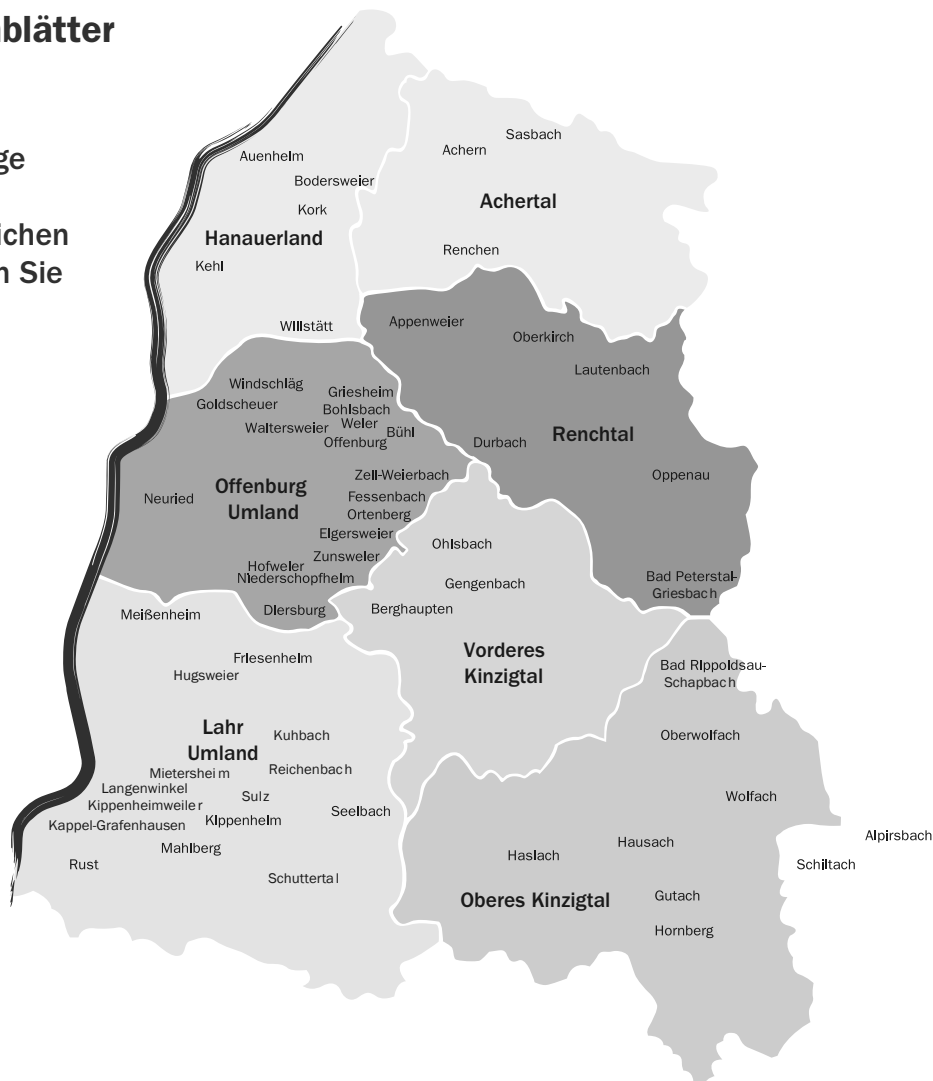 blätter
ge
ichen
n Sie
Sasbach
Achern
Auenheim
Bodersweier
Achertal
Kork
Hanauerland
Renchen
Kehl
Appenweier
Willstätt
Oberkirch
Lautenbach
Windschläg
Griesheim
Goldscheuer
Bohlsbach
Weier
Waltersweier
Bühl
Offenburg
Durbach
Renchtal
Zell-Weierbach
Oppenau
Offenburg
Umland
Neuried
Fessenbach
Ortenberg
Elgersweier
Ohlsbach
Zunsweier
Hofweier
Niederschopfheim
Gengenbach
Bad Peterstal-
Griesbach
Diersburg
Berghaupten
Meißenheim
Vorderes
Kinzigtal
Friesenheim
Hugsweier
Bad Rippoldsau-
Schapbach
Lahr
Umland
Kuhbach
Oberwolfach
Mietersheim
Reichenbach
Langenwinkel
Sulz
Wolfach
Kippenheimweiler
Seelbach
Kappel-Grafenhausen
Kippenheim
Alpirsbach
Mahlberg
Hausach
Haslach
Rust
Schiltach
Schuttertal
Oberes Kinzigtal
Gutach
Hornberg